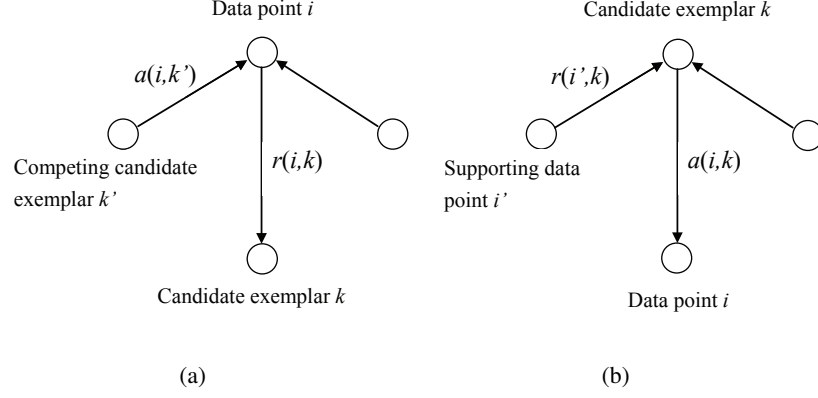 Data point i
a(i,k’)
r(i,k)
Competing candidate
exemplar k’
Candidate exemplar k
(a)
Candidate exemplar k
r(i’,k)
a(i,k)
Supporting data
point i’
Data point i
(b)